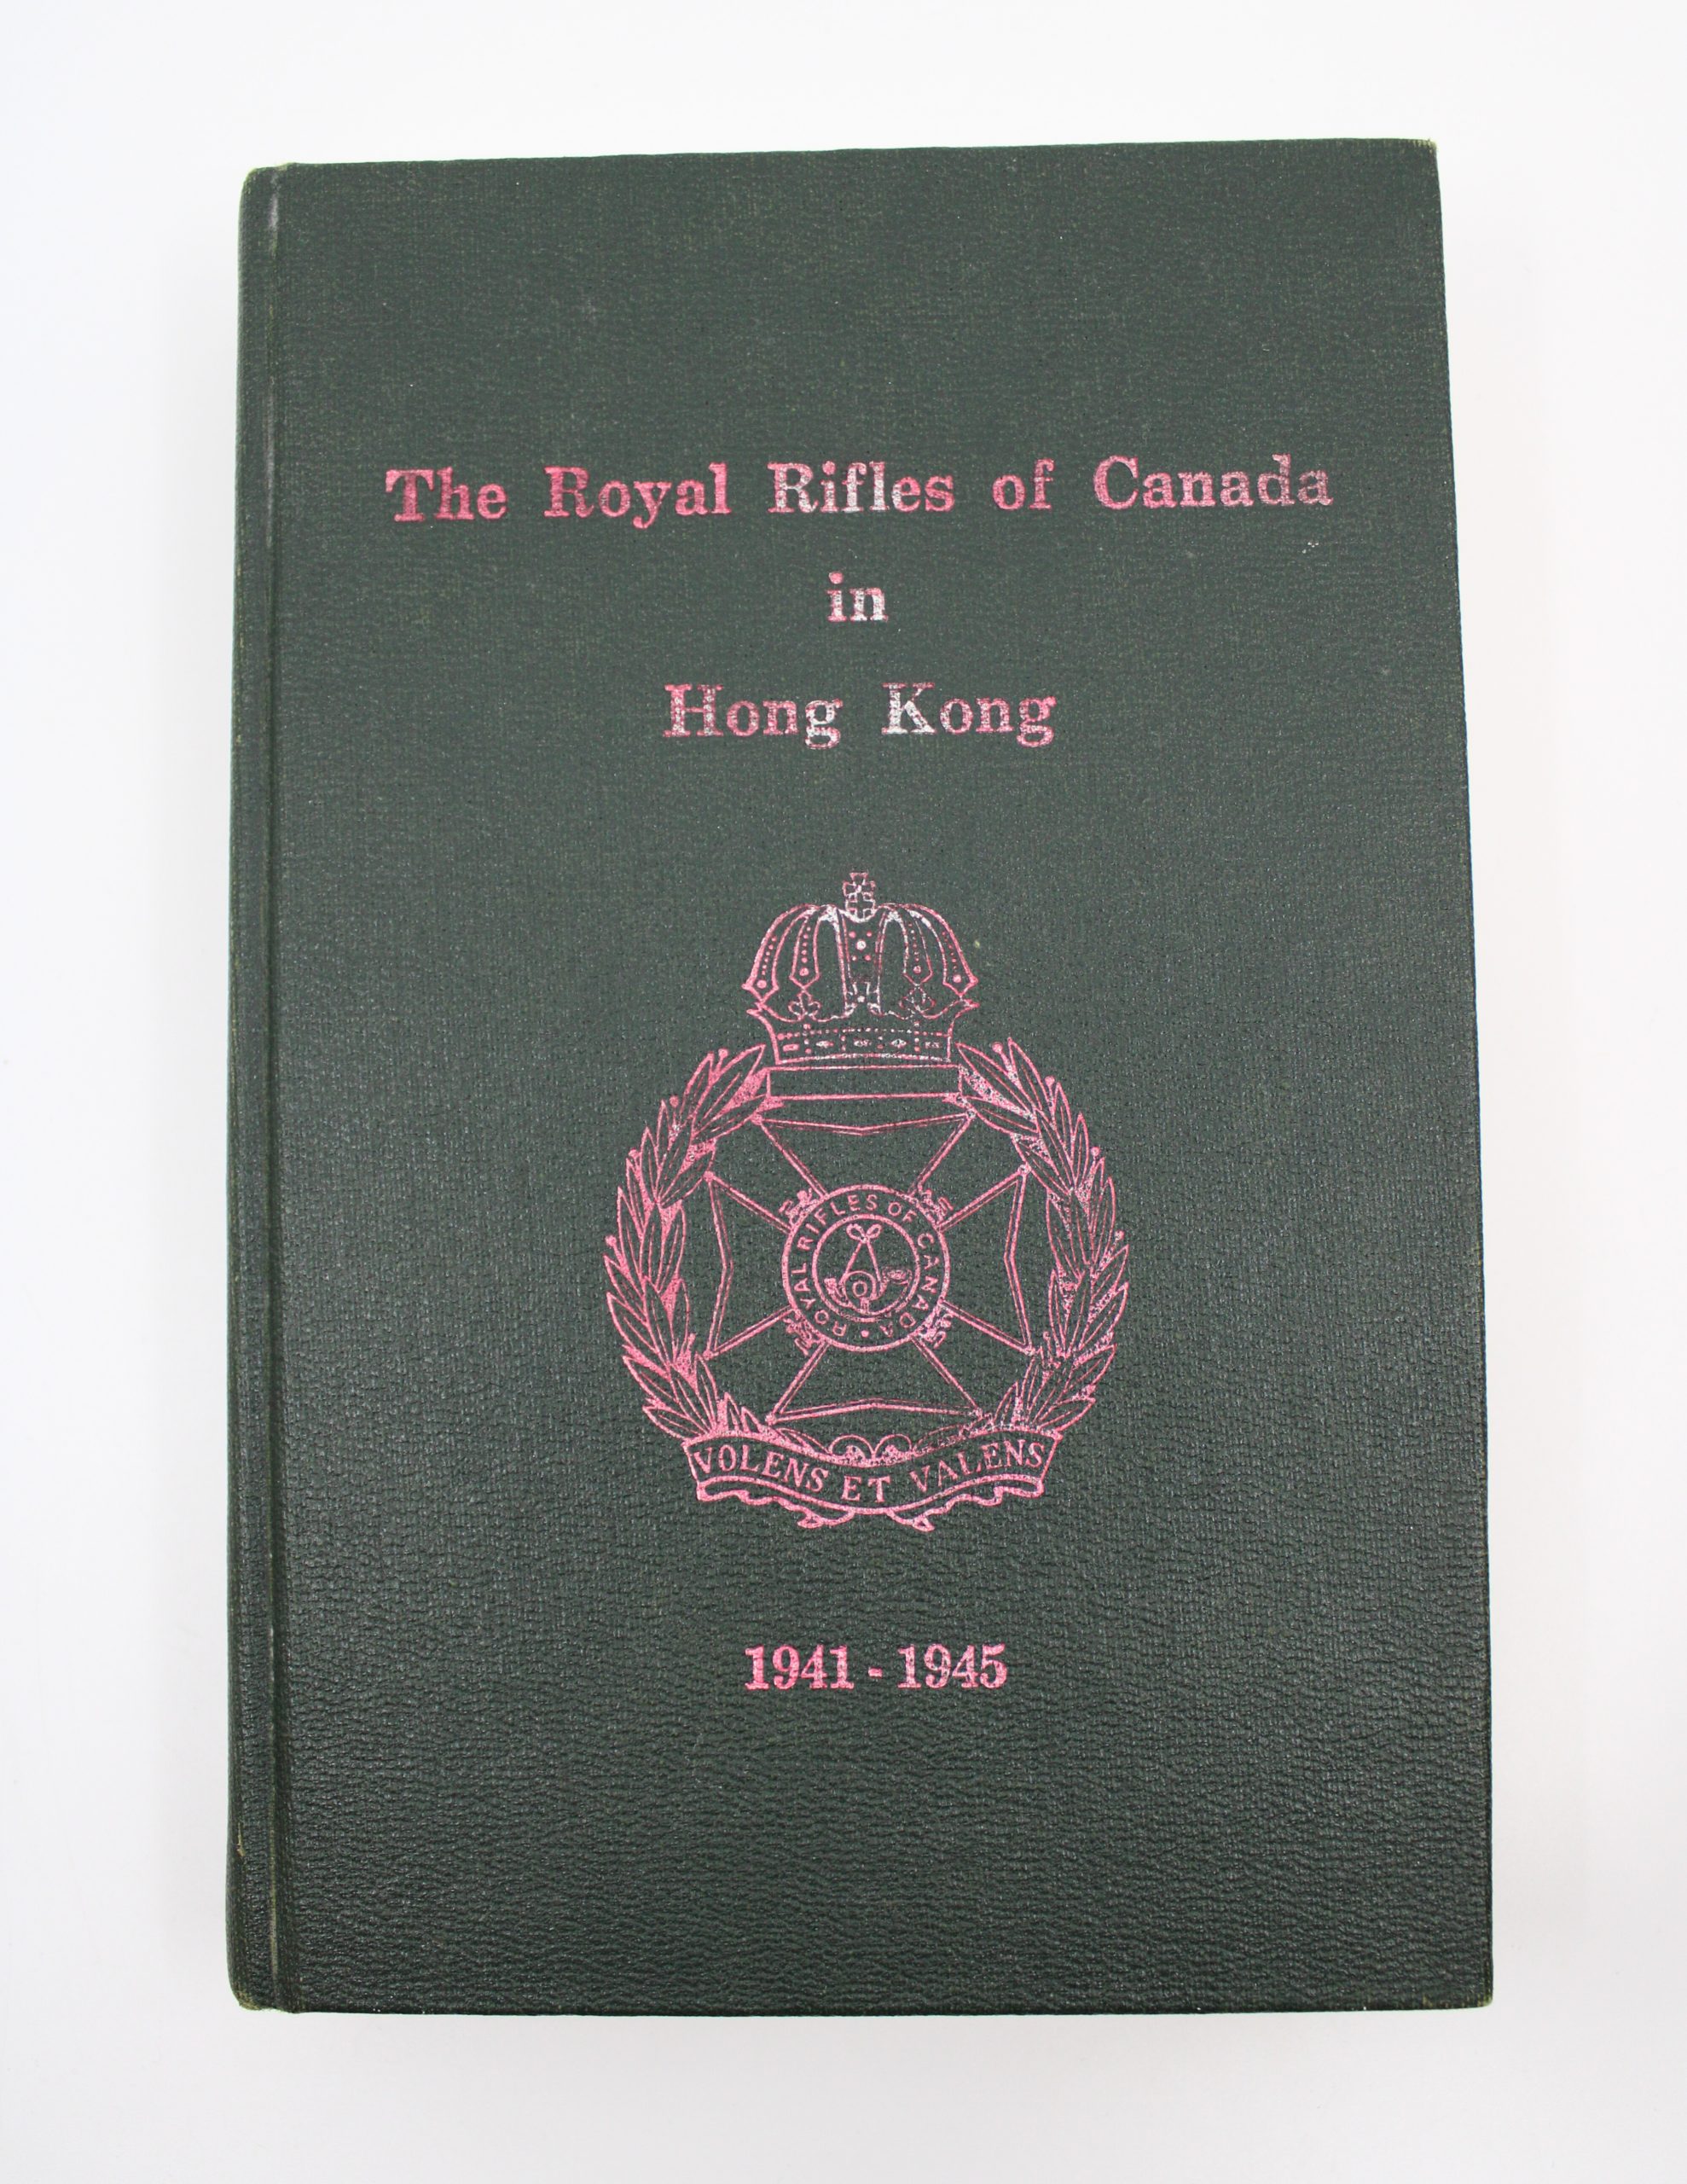 The Royal Rifles of Canada
in
Hong Kong
ROYAL RIFLES OF CANADA
VOLENS ET VALENS
1941 - 1945